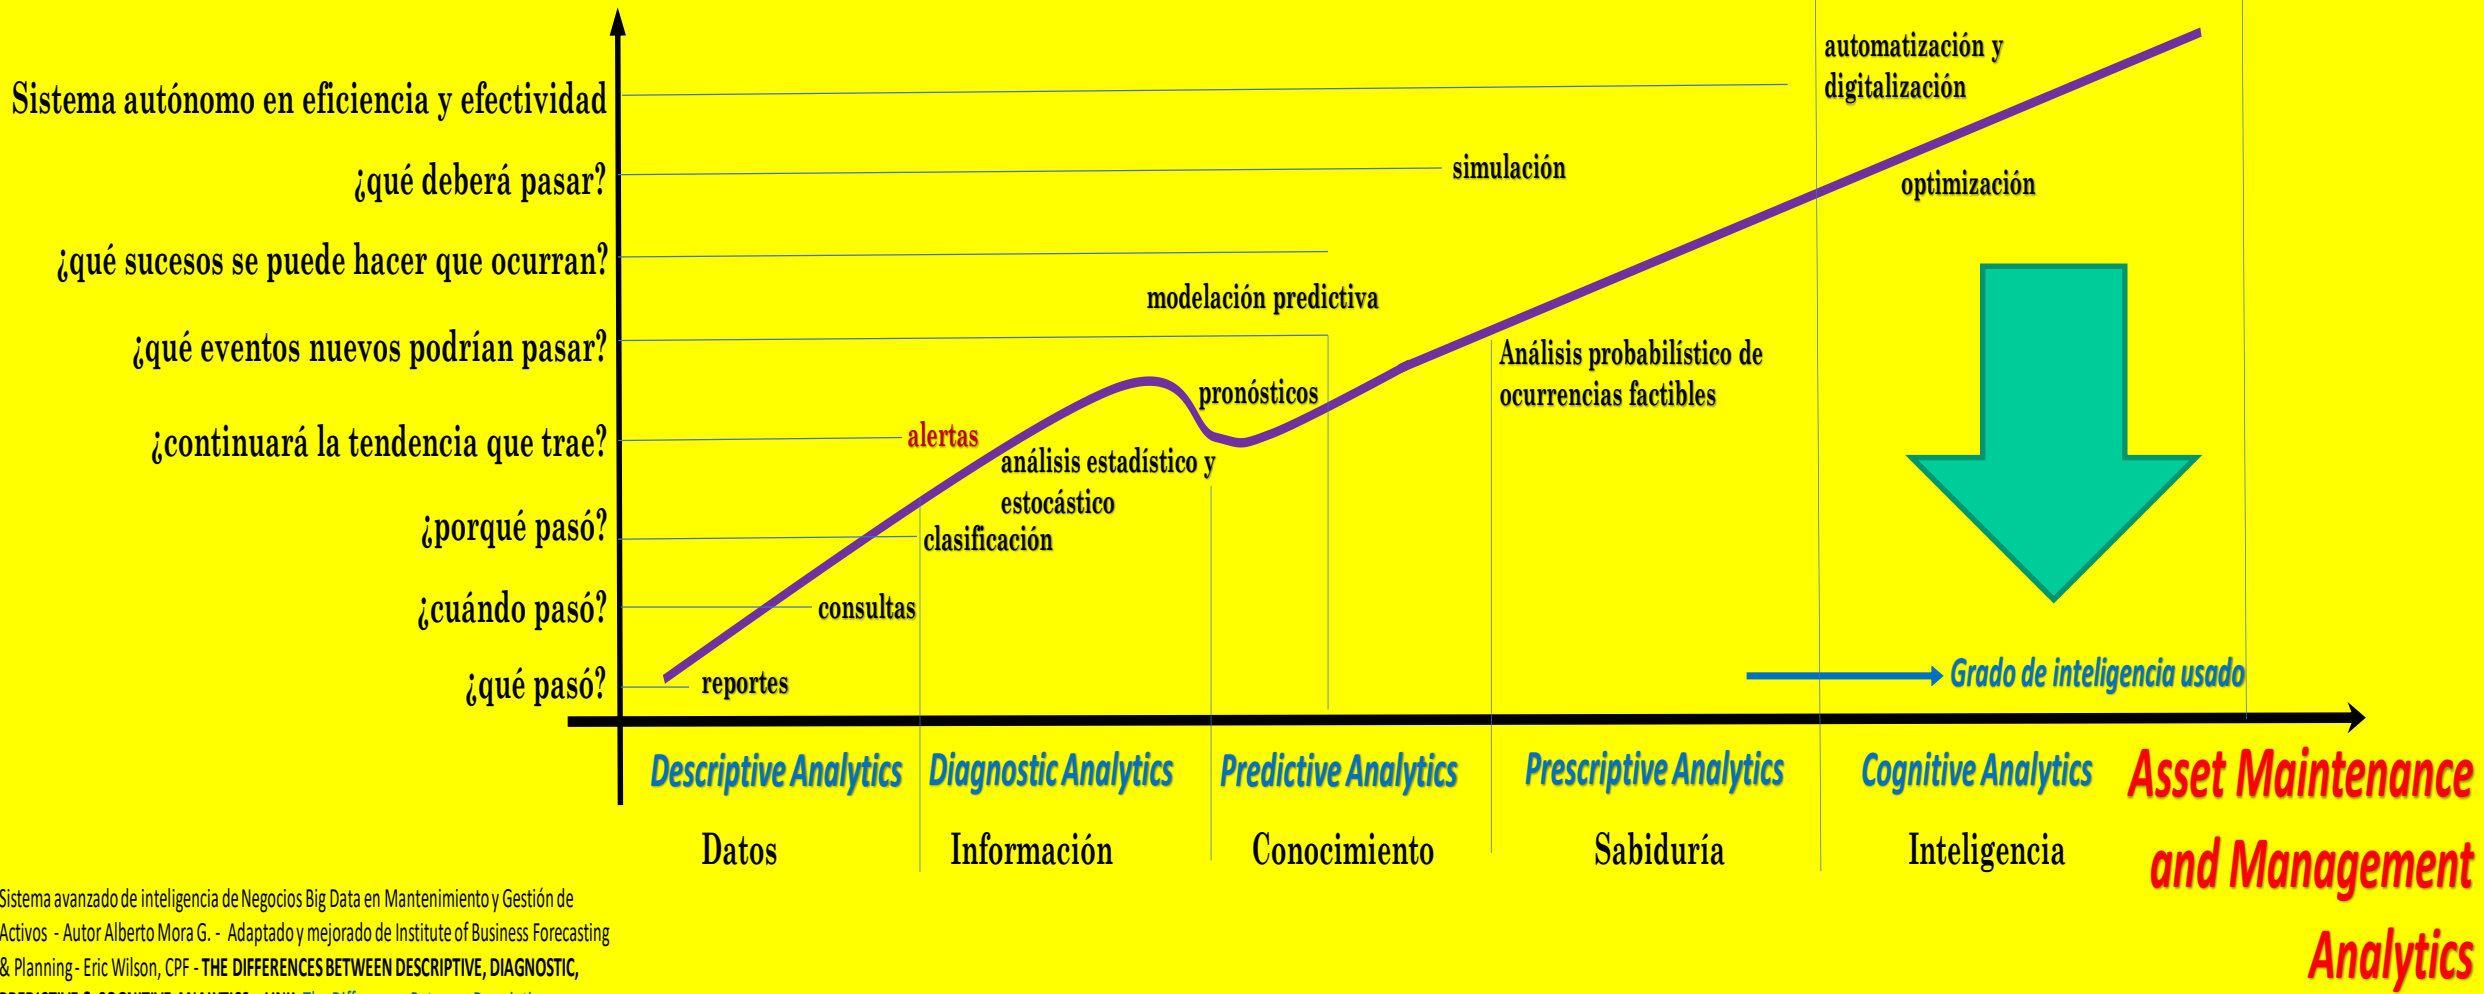 automatización y
digitalización
Sistema autónomo en eficiencia y efectividad
¿qué deberá pasar?
simulación
optimización
¿qué sucesos se puede hacer que ocurran?
modelación predictiva
¿qué eventos nuevos podrían pasar?
Análisis probabilístico de
ocurrencias factibles
pronósticos
¿continuará la tendencia que trae?
alertas
análisis estadístico y
estocástico
¿porqué pasó?
clasificación
¿cuándo pasó?
consultas
¿qué pasó?
reportes
Grado de inteligencia usado
Descriptive Analytics
Diagnostic Analytics
Predictive Analytics
Prescriptive Analytics
Cognitive Analytics
Datos
Información
Conocimiento
Sabiduría
Inteligencia
Asset Maintenance
and Management
Analytics
Sistema avanzado de inteligencia de Negocios Big Data en Mantenimiento y Gestión de
Activos - Autor Alberto Mora G. - Adaptado y mejorado de Institute of Business Forecasting
& Planning - Eric Wilson, CPF - THE DIFFERENCES BETWEEN DESCRIPTIVE, DIAGNOSTIC,